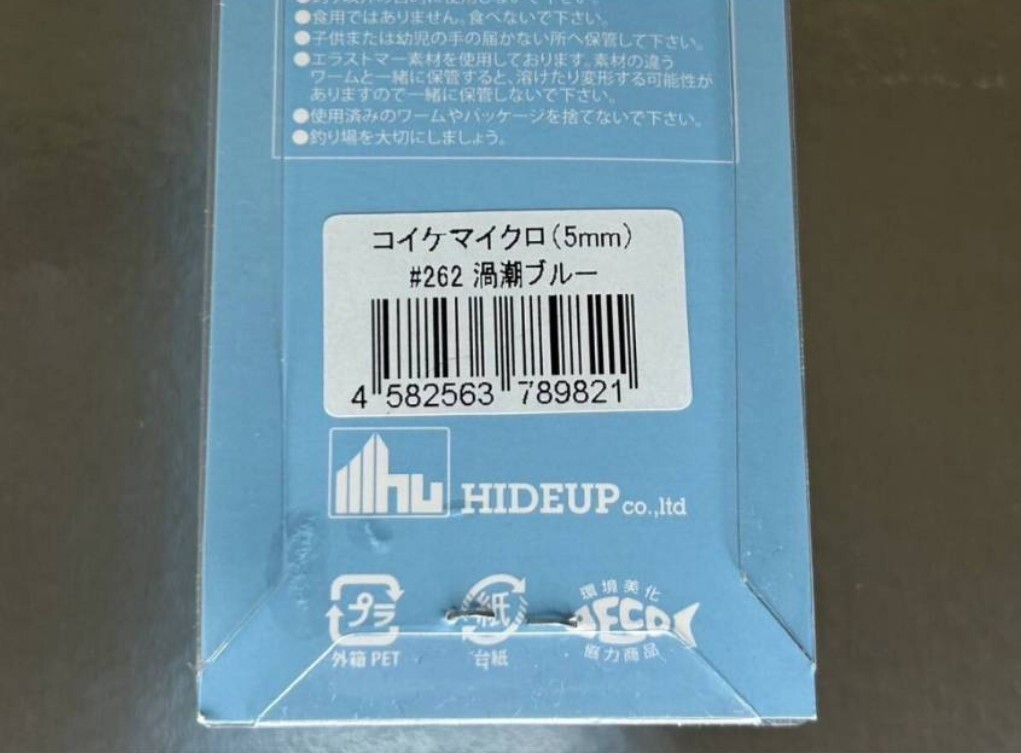 ●食用ではありません。食べないで下さい。
●子供または幼児の手の届かない所へ保管して下さい。
●エラストマー素材を使用しております。素材の違う
ワームと一緒に保管すると、溶けたり変形する可能性が
ありますので一緒に保管しないで下さい。
●使用済みのワームやパッケージを捨てないで下さい。
●釣り場を大切にしましょう。
コイケマイクロ(5mm)
#262 渦潮ブルー
4 582563 789821
hu HIDEUP co.,ltd
プラ
外箱 PET
紙
台紙
環境美化
ECO
協力商品